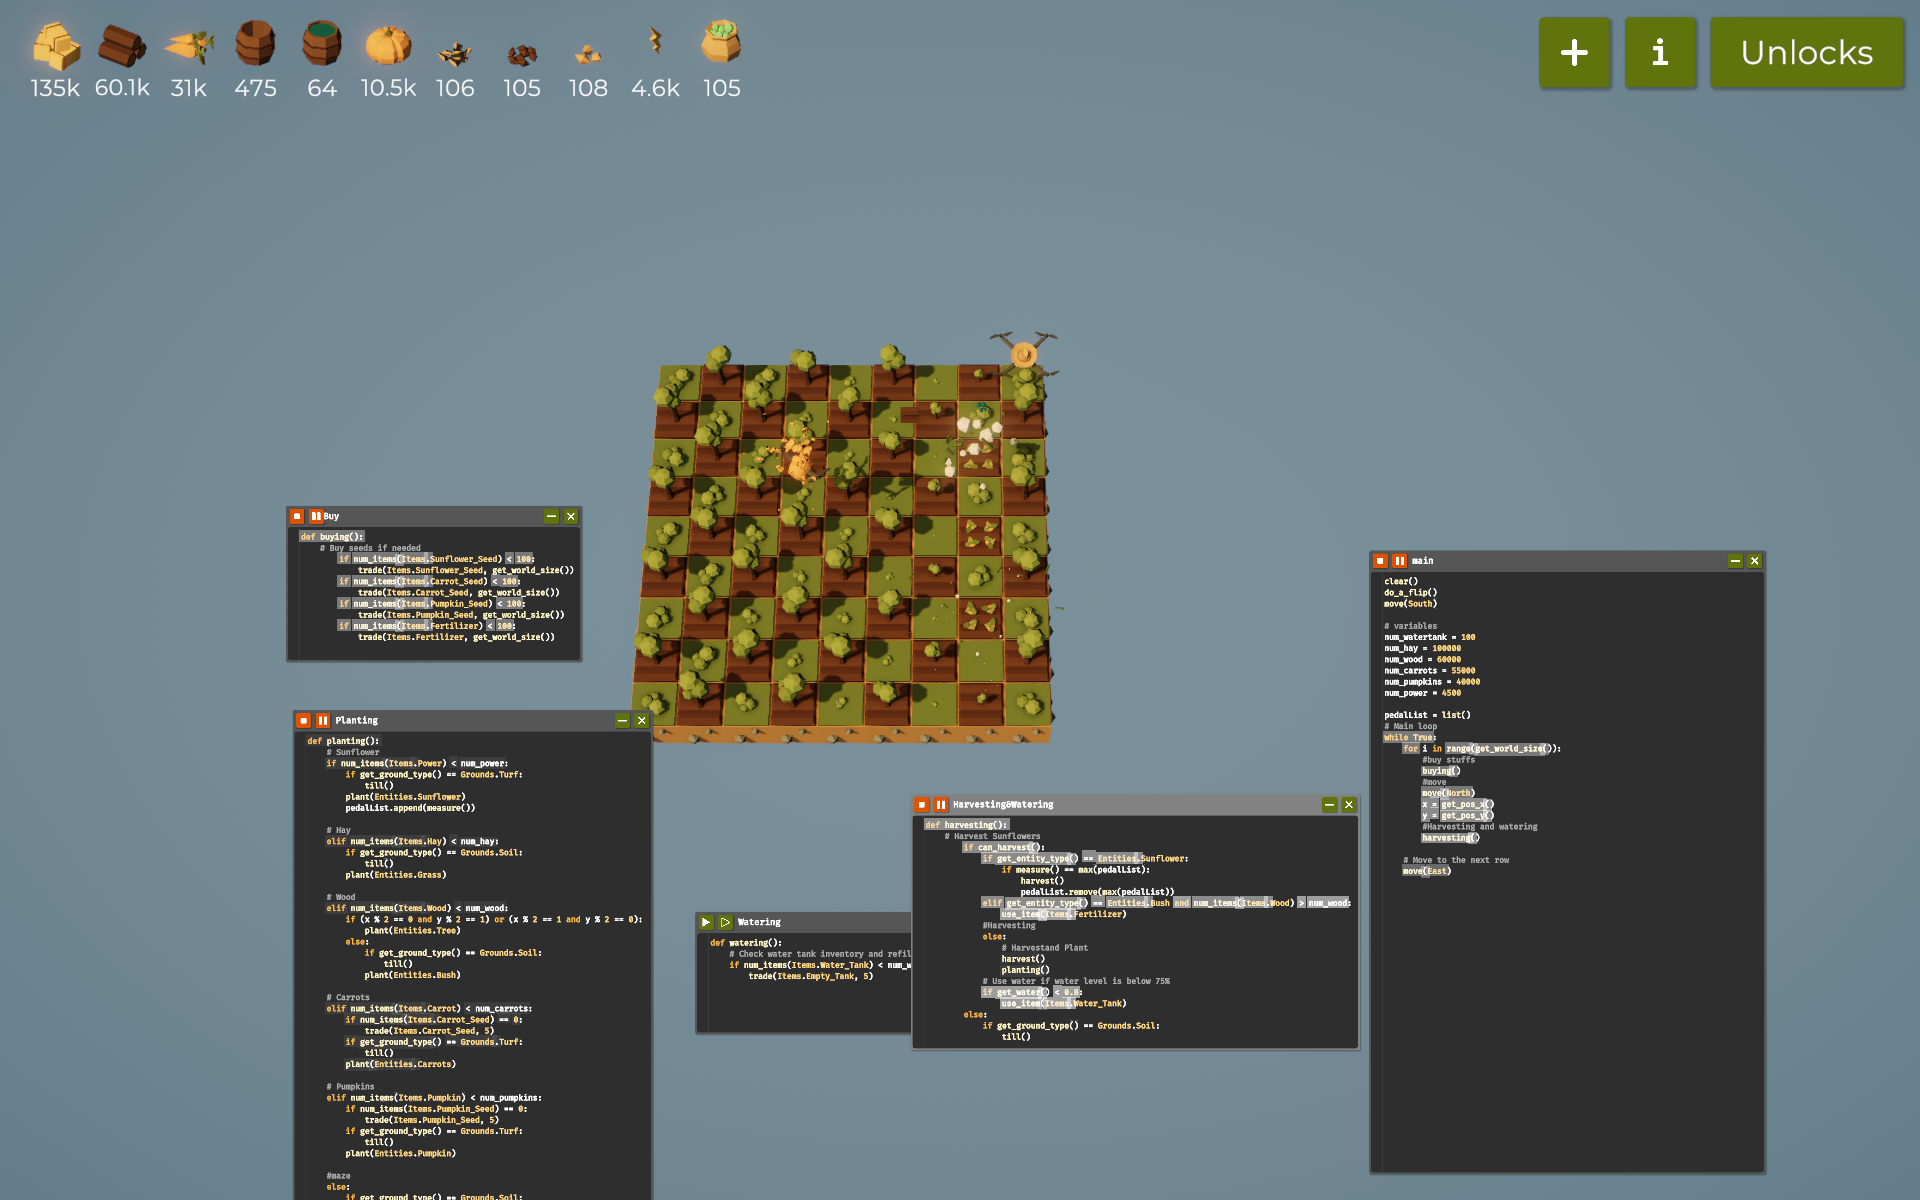 135k 60.1k 31k 475 64 10.5k 106 105 108 4.6k 105
+ i Unlocks
Buy
def buying():
# Buy seeds if needed
if num_items(Items.Sunflower_Seed) < 100:
trade(Items.Sunflower_Seed, get_world_size())
if num_items(Items.Carrot_Seed) < 100:
trade(Items.Carrot_Seed, get_world_size())
if num_items(Items.Pumpkin_Seed) < 100:
trade(Items.Pumpkin_Seed, get_world_size())
if num_items(Items.Fertilizer) < 100:
trade(Items.Fertilizer, get_world_size())
Planting
def planting():
# Sunflower
if num_items(Items.Power) < num_power:
if get_ground_type() == Grounds.Turf:
till()
plant(Entities.Sunflower)
pedalList.append(measure())
# Hay
elif num_items(Items.Hay) < num_hay:
if get_ground_type() == Grounds.Soil:
till()
plant(Entities.Grass)
# Wood
elif num_items(Items.Wood) < num_wood:
if (x % 2 == 0 and y % 2 == 1) or (x % 2 == 1 and y % 2 == 0):
plant(Entities.Tree)
else:
if get_ground_type() == Grounds.Soil:
till()
plant(Entities.Bush)
# Carrots
elif num_items(Items.Carrot) < num_carrots:
if num_items(Items.Carrot_Seed) == 0:
trade(Items.Carrot_Seed, 5)
if get_ground_type() == Grounds.Turf:
till()
plant(Entities.Carrots)
# Pumpkins
elif num_items(Items.Pumpkin) < num_pumpkins:
if num_items(Items.Pumpkin_Seed) == 0:
trade(Items.Pumpkin_Seed, 5)
if get_ground_type() == Grounds.Turf:
till()
plant(Entities.Pumpkin)
#maze
else:
if get_ground_type() == Grounds.Soil:
Watering
def watering():
# Check water tank inventory and refil
if num_items(Items.Water_Tank) < num_w
trade(Items.Empty_Tank, 5)
Harvesting&Watering
def harvesting():
# Harvest Sunflowers
if can_harvest():
if get_entity_type() == Entities.Sunflower:
if measure() == max(pedalList):
harvest()
pedalList.remove(max(pedalList))
elif get_entity_type() == Entities.Bush and num_items(Items.Wood) > num_wood:
use_item(Items.Fertilizer)
#Harvesting
else:
# Harvestand Plant
harvest()
planting()
# Use water if water level is below 75%
if get_water() < 0.8:
use_item(Items.Water_Tank)
else:
if get_ground_type() == Grounds.Soil:
till()
main
clear()
do_a_flip()
move(South)
# variables
num_watertank = 100
num_hay = 100000
num_wood = 60000
num_carrots = 55000
num_pumpkins = 40000
num_power = 4500
pedalList = list()
# Main loop
while True:
for i in range(get_world_size()):
#buy stuffs
buying()
#move
move(North)
x = get_pos_x()
y = get_pos_y()
#Harvesting and watering
harvesting()
# Move to the next row
move(East)